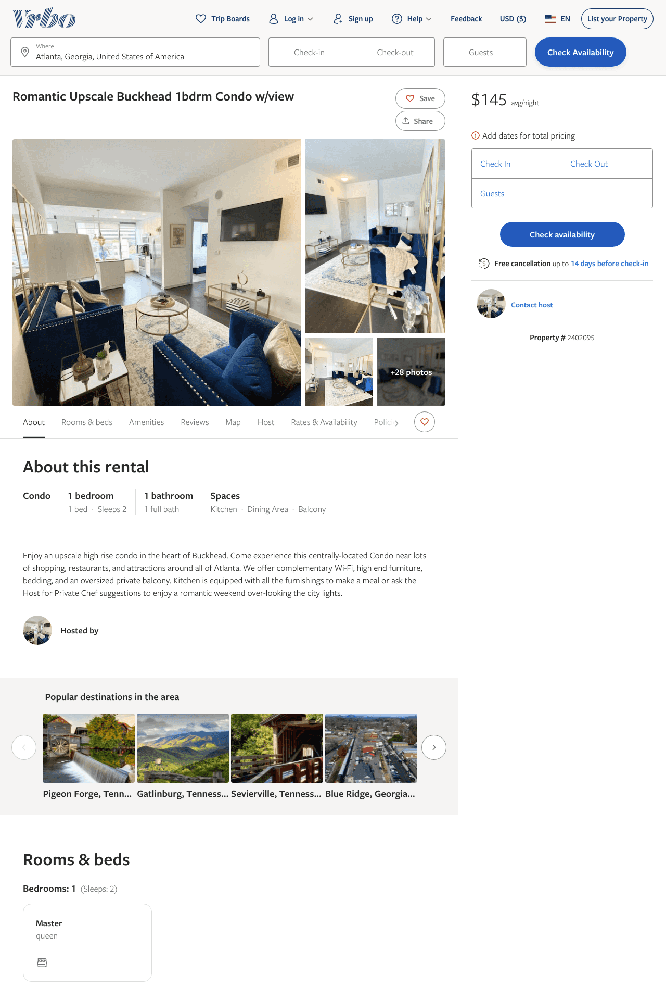 Vrbo
Trip Boards
Log in
Sign up
Help
Feedback
USD ($)
EN
List your Property
Where
Atlanta, Georgia, United States of America
Check-in
Check-out
Guests
Check Availability
Romantic Upscale Buckhead 1bdrm Condo w/view
Save
Share
+28 photos
$145 avg/night
Add dates for total pricing
Check In
Check Out
Guests
Check availability
Free cancellation up to 14 days before check-in
Contact host
Property # 2402095
About
Rooms & beds
Amenities
Reviews
Map
Host
Rates & Availability
Polici
About this rental
Condo
1 bedroom
1 bed · Sleeps 2
1 bathroom
1 full bath
Spaces
Kitchen · Dining Area · Balcony
Enjoy an upscale high rise condo in the heart of Buckhead. Come experience this centrally-located Condo near lots
of shopping, restaurants, and attractions around all of Atlanta. We offer complementary Wi-Fi, high end furniture,
bedding, and an oversized private balcony. Kitchen is equipped with all the furnishings to make a meal or ask the
Host for Private Chef suggestions to enjoy a romantic weekend over-looking the city lights.
Hosted by
Popular destinations in the area
Pigeon Forge, Tenn...
Gatlinburg, Tenness...
Sevierville, Tenness...
Blue Ridge, Georgia...
Rooms & beds
Bedrooms: 1 (Sleeps: 2)
Master
queen